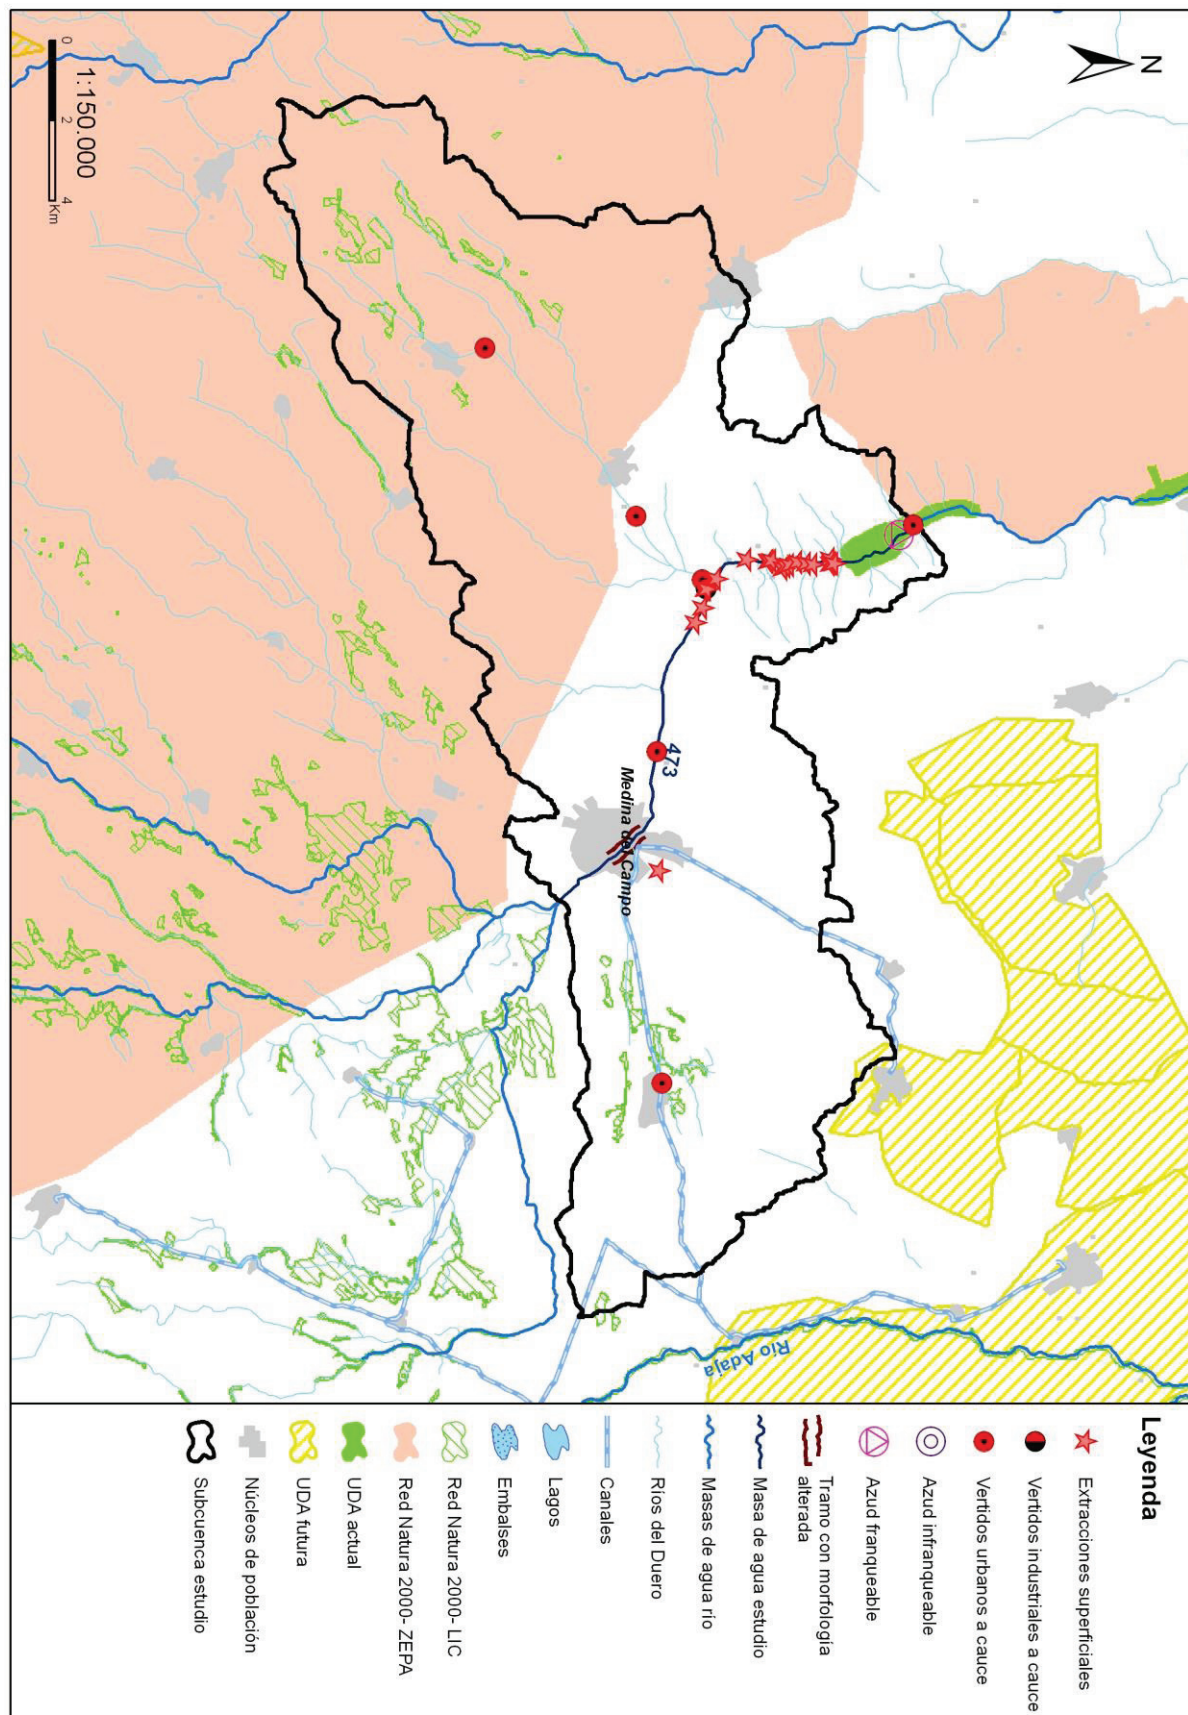 N
1:150.000
0
2
4
Km
473
Medina del Campo
Río Adaja
Leyenda
Extracciones superficiales
Vertidos industriales a cauce
Vertidos urbanos a cauce
Azud infranqueable
Azud franqueable
Tramo con morfología
alterada
Masa de agua estudio
Masas de agua río
Ríos del Duero
Canales
Lagos
Embalses
Red Natura 2000- LIC
Red Natura 2000- ZEPA
UDA actual
UDA futura
Núcleos de población
Subcuenca estudio